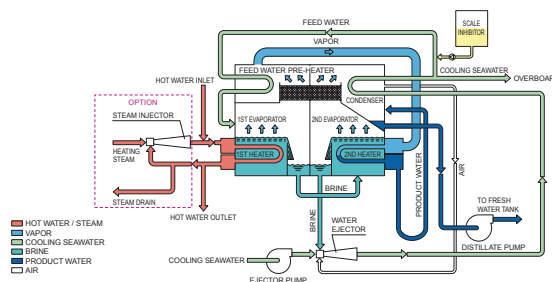 FEED WATER
VAPOR
SCALE
INHIBITOR
HOT WATER INLET
FEED WATER PRE-HEATER
COOLING SEAWATER
OVERBOA
OPTION
STEAM INJECTOR
CONDENSER
1ST EVAPORATOR
2ND EVAPORATOR
HEATING
STEAM
1ST HEATER
2ND HEATER
PRODUCT WATER
AIR
BRINE
STEAM DRAIN
HOT WATER OUTLET
BRINE
TO FRESH
WATER TANK
WATER
EJECTOR
DISTILLATE PUMP
COOLING SEAWATER
EJECTOR PUMP
HOT WATER / STEAM
VAPOR
COOLING SEAWATER
BRINE
PRODUCT WATER
AIR